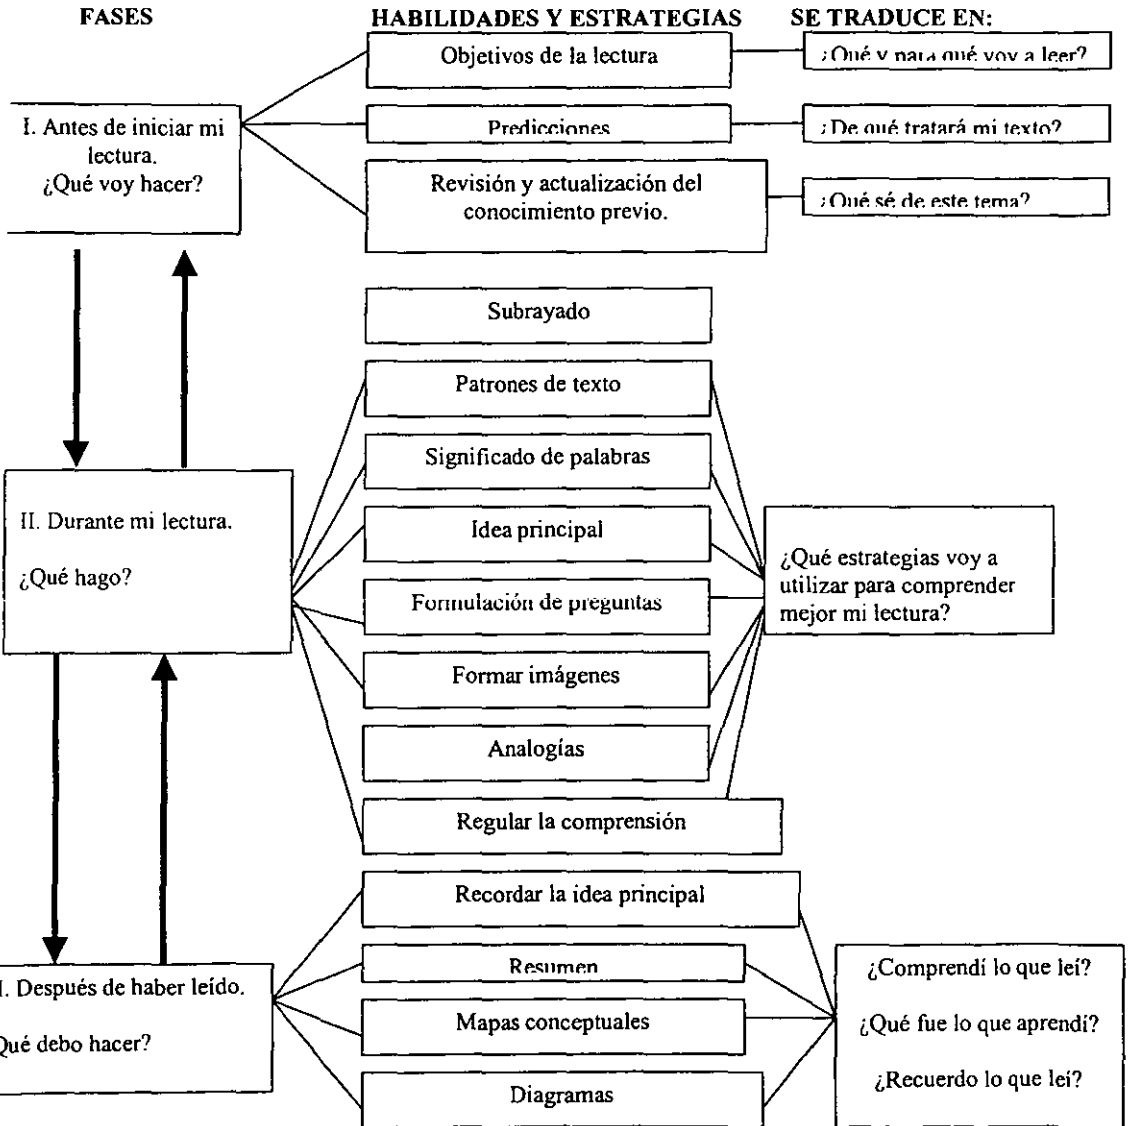 FASES
HABILIDADES Y ESTRATEGIAS
SE TRADUCE EN:
I. Antes de iniciar mi
lectura.
¿Qué voy hacer?
Objetivos de la lectura
¿Qué y para qué voy a leer?
Predicciones
¿De qué tratará mi texto?
Revisión y actualización del
conocimiento previo.
¿Qué sé de este tema?
II. Durante mi lectura.
¿Qué hago?
Subrayado
Patrones de texto
Significado de palabras
Idea principal
Formulación de preguntas
Formar imágenes
Analogías
Regular la comprensión
¿Qué estrategias voy a
utilizar para comprender
mejor mi lectura?
I. Después de haber leído.
Qué debo hacer?
Recordar la idea principal
Resumen
Mapas conceptuales
Diagramas
¿Comprendí lo que leí?
¿Qué fue lo que aprendí?
¿Recuerdo lo que leí?